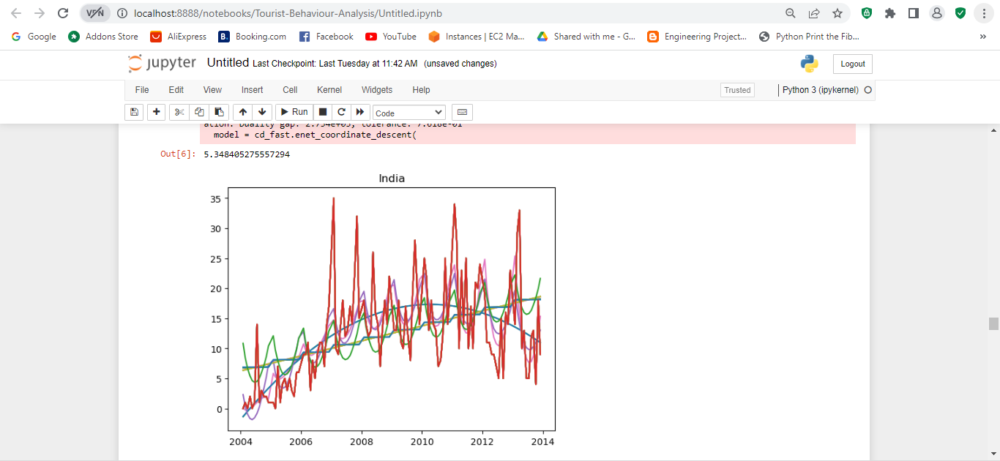 localhost:8888/notebooks/Tourist-Behaviour-Analysis/Untitled.ipynb
Google Addons Store AliExpress Booking.com Facebook YouTube Instances | EC2 Ma... Shared with me - G... Engineering Project... Python Print the Fib... »
jupyter Untitled Last Checkpoint: Last Tuesday at 11:42 AM (unsaved changes) Logout
File Edit View Insert Cell Kernel Widgets Help Trusted Python 3 (ipykernel)
Run Code
ation. Duality gap: 2.754e+03, tolerance: 7.618e-01
model = cd_fast.enet_coordinate_descent(
Out[6]: 5.348405275557294
India
35
30
25
20
15
10
5
0
2004 2006 2008 2010 2012 2014